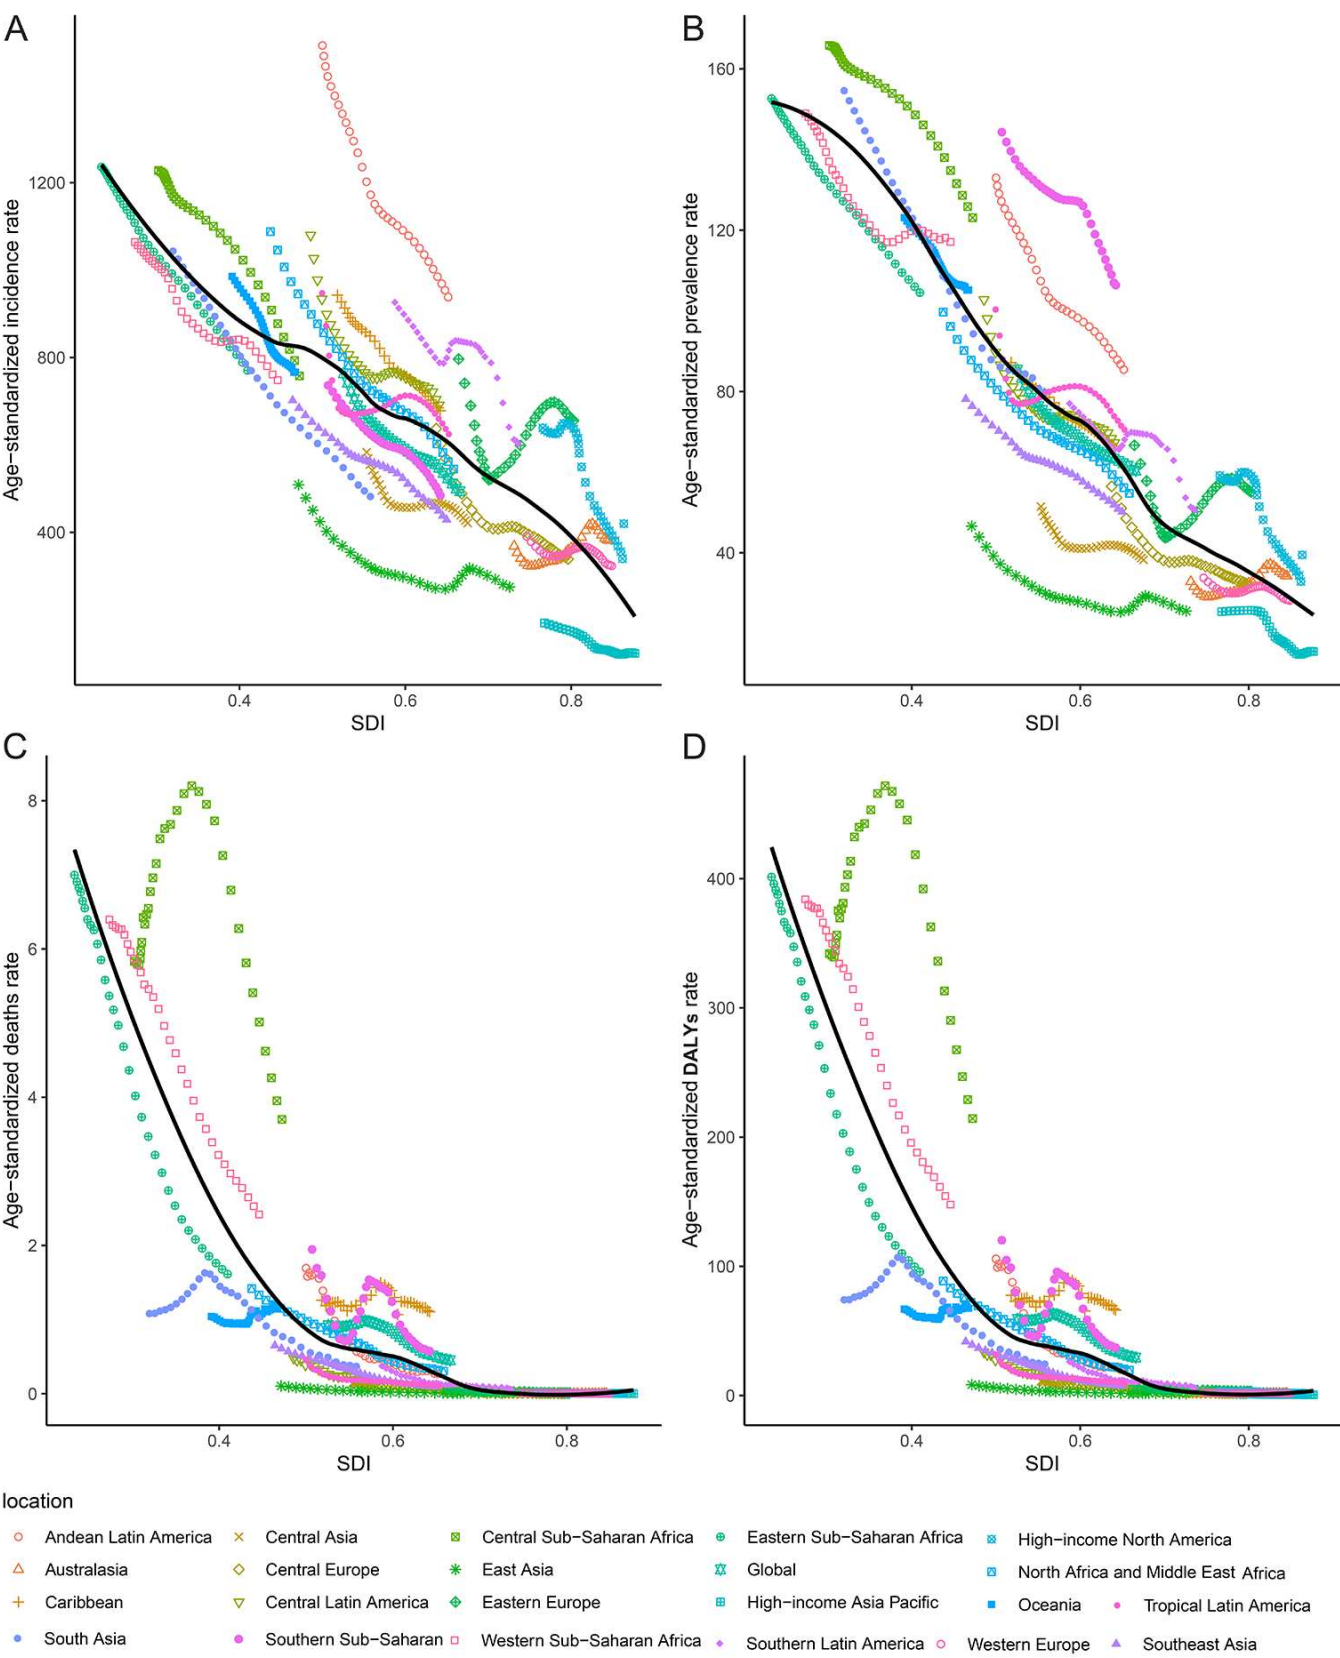 A
B
Age−standardized incidence rate
1200
800
400
0.4
0.6
0.8
SDI
Age−standardized prevalence rate
160
120
80
40
0.4
0.6
0.8
SDI
C
D
Age−standardized deaths rate
8
6
4
2
0
0.4
0.6
0.8
SDI
Age−standardized DALYs rate
400
300
200
100
0
0.4
0.6
0.8
SDI
location
Andean Latin America
Central Asia
Central Sub−Saharan Africa
Eastern Sub−Saharan Africa
High−income North America
Australasia
Central Europe
East Asia
Global
North Africa and Middle East Africa
Caribbean
Central Latin America
Eastern Europe
High−income Asia Pacific
Oceania
Tropical Latin America
South Asia
Southern Sub−Saharan
Western Sub−Saharan Africa
Southern Latin America
Western Europe
Southeast Asia